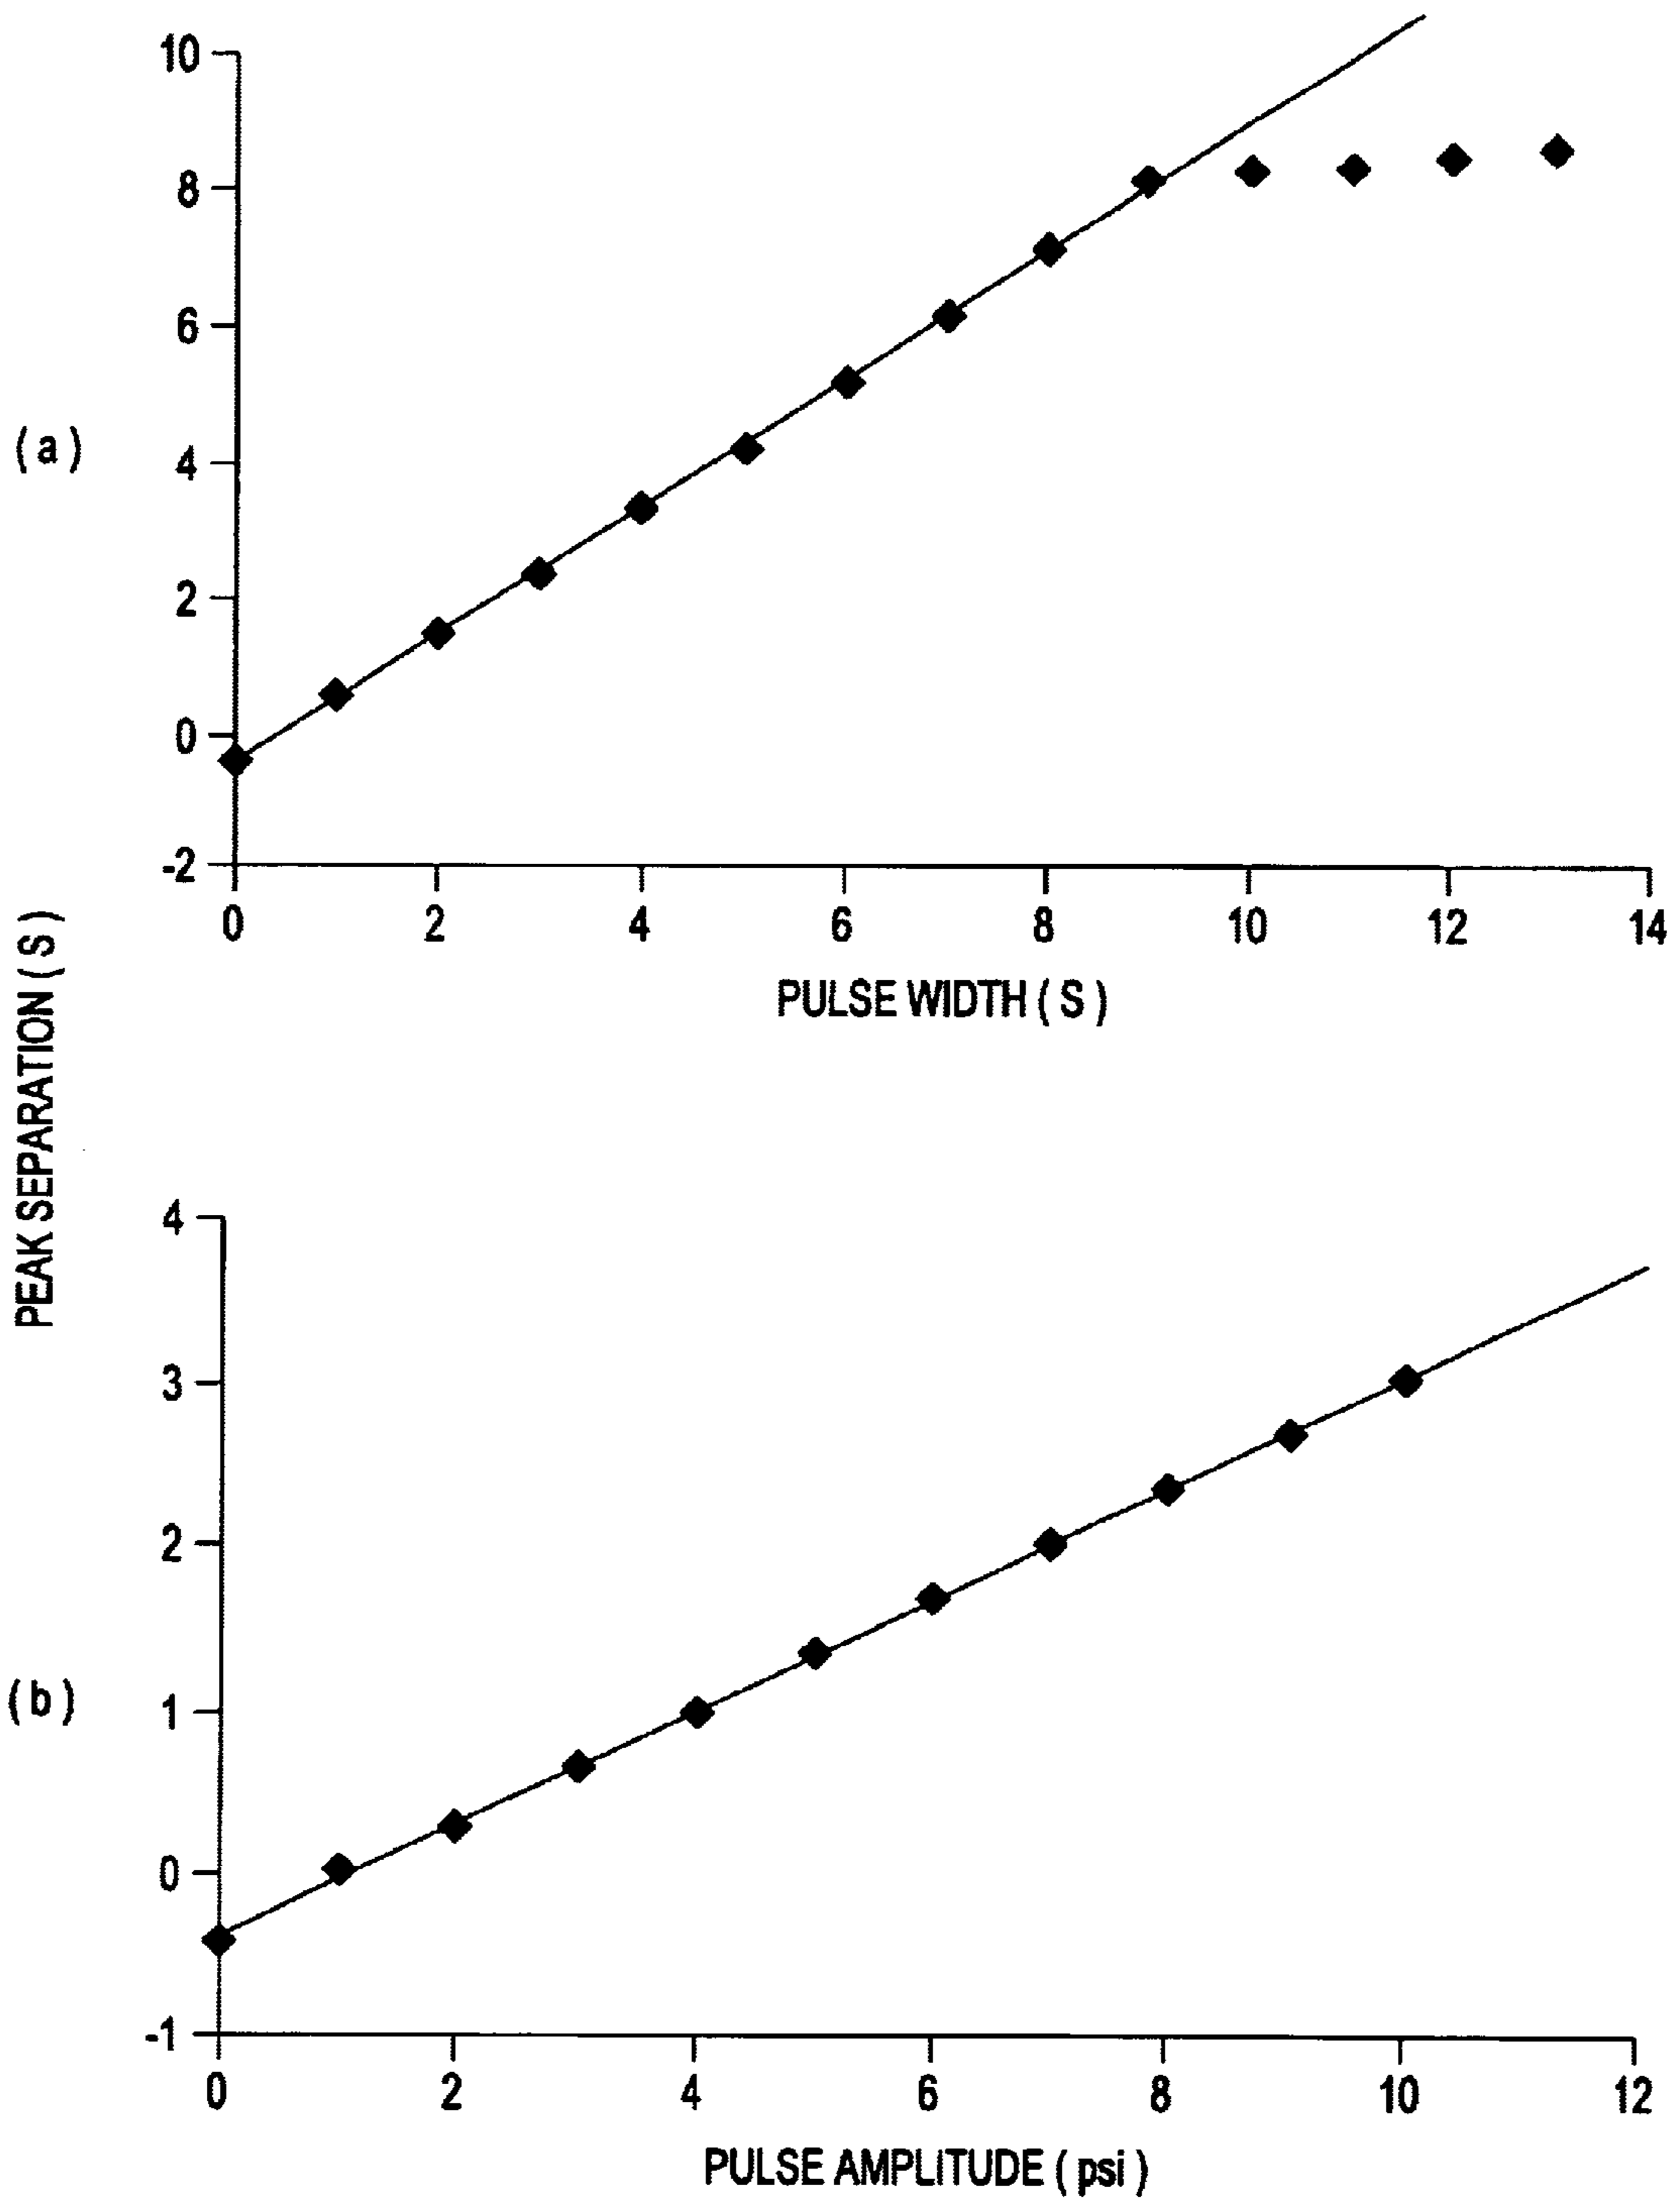 10
8
6
4
2
0
-2
( a )
0 2 4 6 8 10 12 14
PULSE WIDTH ( S )
PEAK SEPARATION ( S )
4
3
2
1
0
-1
( b )
0 2 4 6 8 10 12
PULSE AMPLITUDE ( psi )